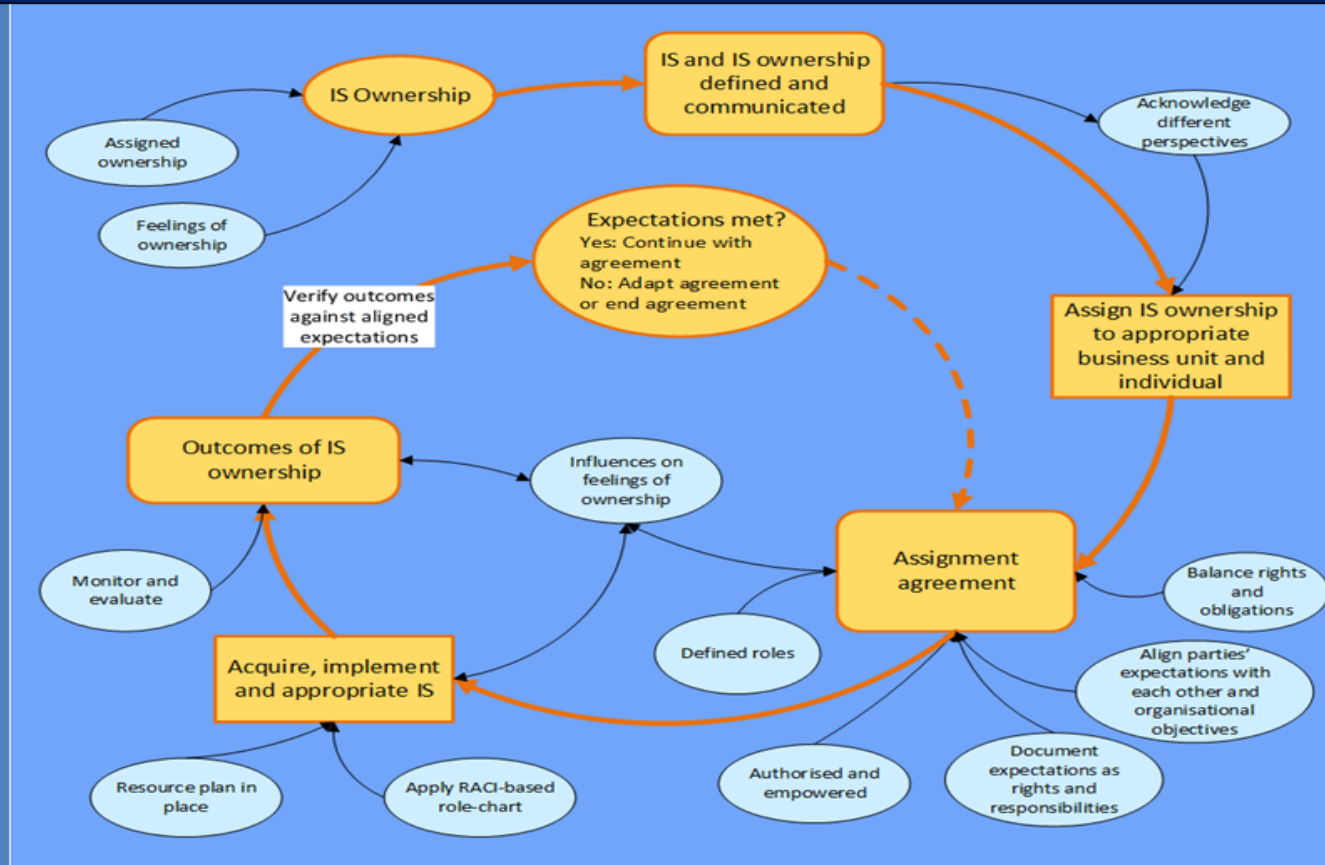 IS Ownership
IS and IS ownership
defined and
communicated
Acknowledge
different
perspectives
Assigned
ownership
Feelings of
ownership
Expectations met?
Yes: Continue with
agreement
No: Adapt agreement
or end agreement
Verify outcomes
against aligned
expectations
Assign IS ownership
to appropriate
business unit and
individual
Outcomes of IS
ownership
Influences on
feelings of
ownership
Assignment
agreement
Monitor and
evaluate
Balance rights
and
obligations
Defined roles
Acquire, implement
and appropriate IS
Align parties’
expectations with
each other and
organisational
objectives
Resource plan in
place
Apply RACI-based
role-chart
Authorised and
empowered
Document
expectations as
rights and
responsibilities